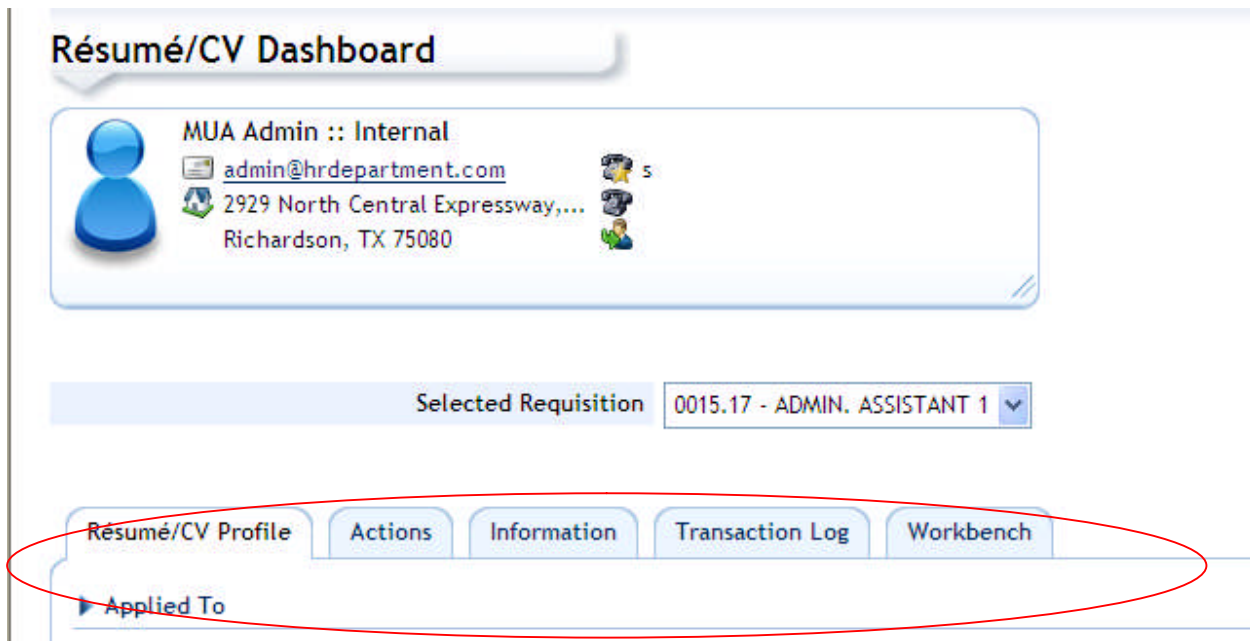 Résumé/CV Dashboard
MUA Admin :: Internal
admin@hrdepartment.com s
2929 North Central Expressway,...
Richardson, TX 75080
Selected Requisition 0015.17 - ADMIN. ASSISTANT 1
Résumé/CV Profile Actions Information Transaction Log Workbench
Applied To